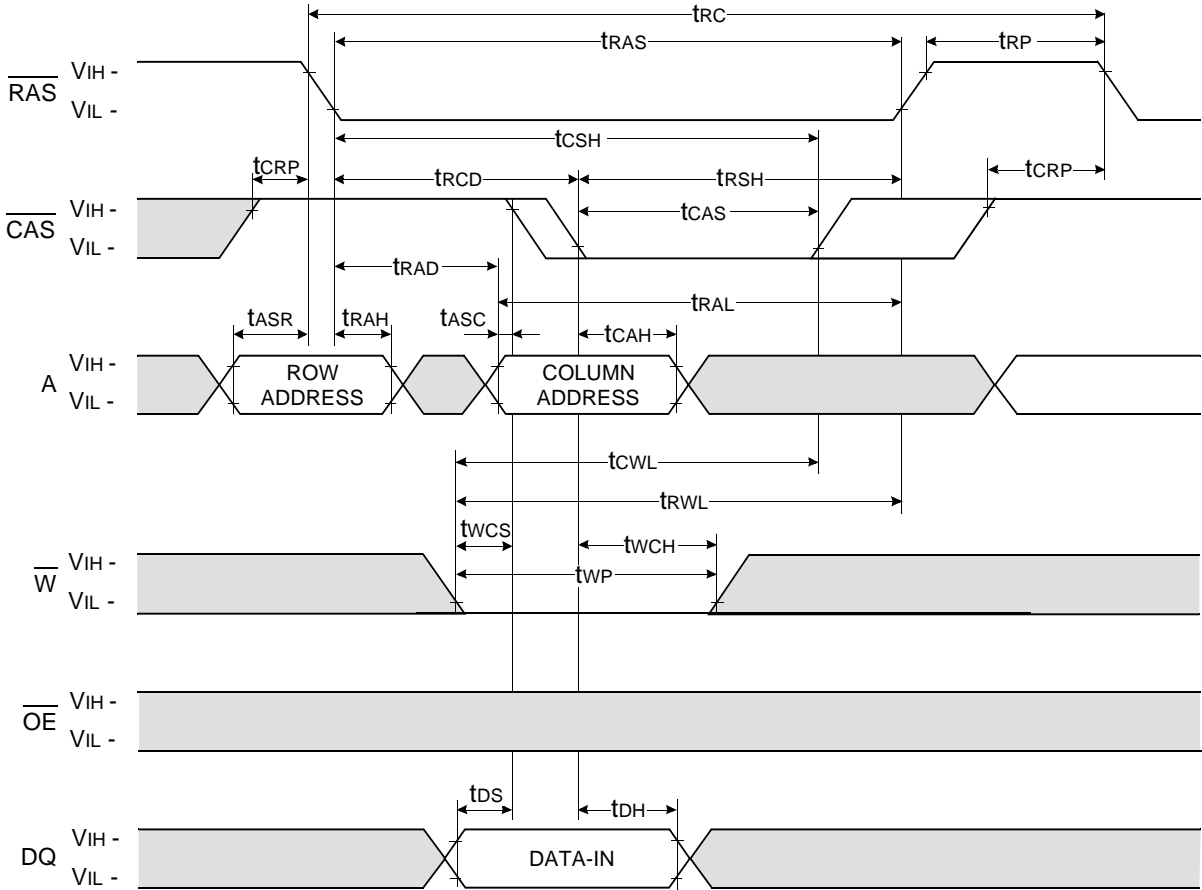 tRC
tRAS
tRP
RAS
VIH -
VIL -
tCSH
tCRP
tRCD
tRSH
tCRP
CAS
VIH -
VIL -
tCAS
tRAD
tRAL
tASR
tRAH
tASC
tCAH
A
VIH -
VIL -
ROW
ADDRESS
COLUMN
ADDRESS
tCWL
tRWL
tWCS
tWCH
W
VIH -
VIL -
tWP
OE
VIH -
VIL -
tDS
tDH
DQ
VIH -
VIL -
DATA-IN